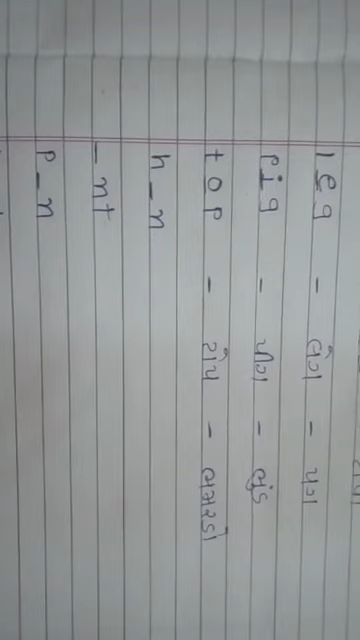 leg - લેગ - પગ
pig - પીગ - ભુંડ
top - ટોપ - ભમરડો
h_n
_nt
p_n